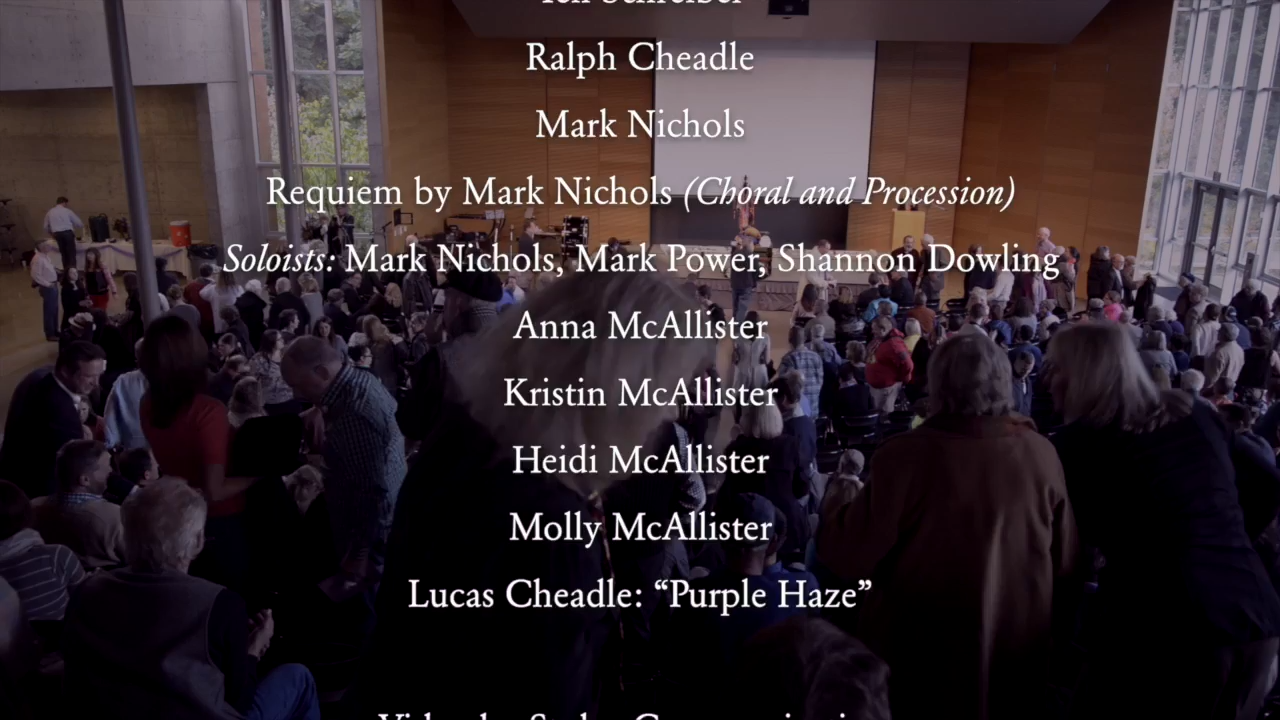 Ralph Cheadle
Mark Nichols
Requiem by Mark Nichols (Choral and Procession)
Soloists: Mark Nichols, Mark Power, Shannon Dowling
Anna McAllister
Kristin McAllister
Heidi McAllister
Molly McAllister
Lucas Cheadle: “Purple Haze”